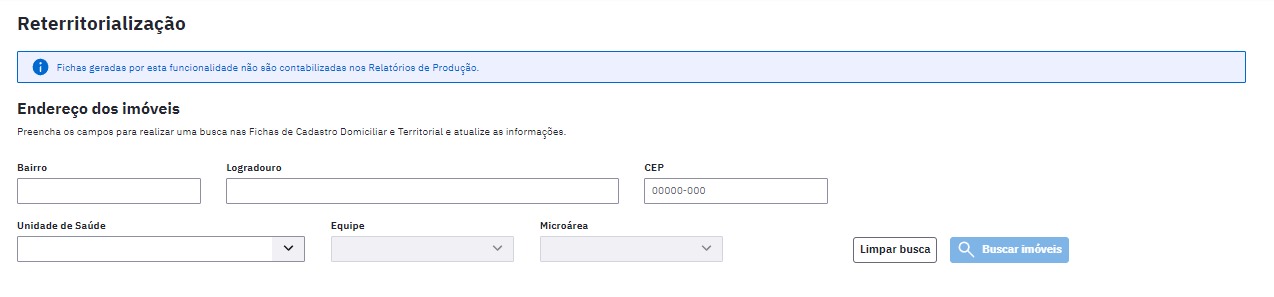 Reterritorialização
Fichas geradas por esta funcionalidade não são contabilizadas nos Relatórios de Produção.
Endereço dos imóveis
Preencha os campos para realizar uma busca nas Fichas de Cadastro Domiciliar e Territorial e atualize as informações.
Bairro Logradouro CEP
00000-000
Unidade de Saúde Equipe Microárea
Limpar busca Buscar imóveis